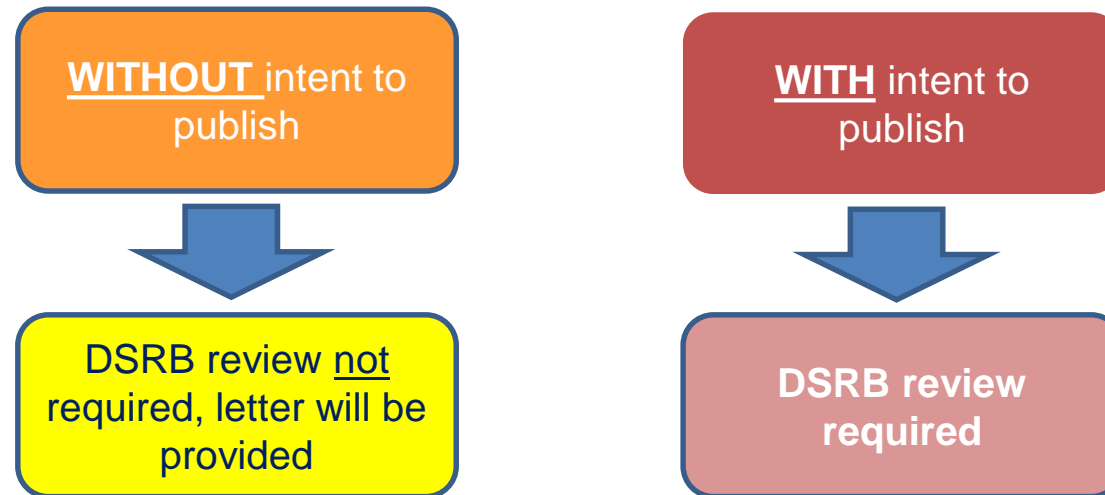 WITHOUT intent to
publish
WITH intent to
publish
DSRB review not
required, letter will be
provided
DSRB review
required